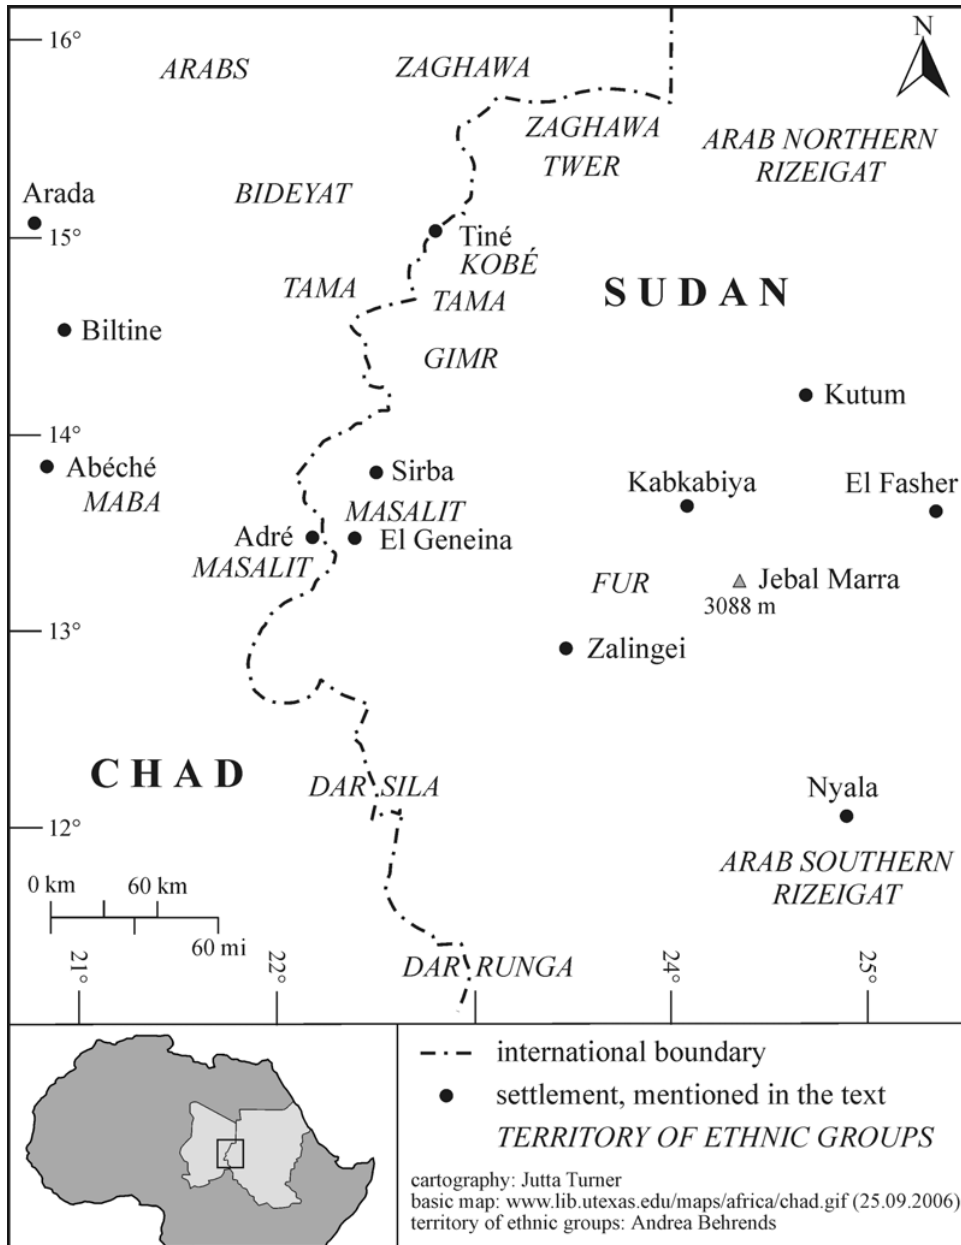 16°
N
ARABS
ZAGHAWA
ZAGHAWA
TWER
ARAB NORTHERN
RIZEIGAT
Arada
BIDEYAT
15°
Tiné
KOBÉ
TAMA
TAMA
SUDAN
Biltine
GIMR
Kutum
14°
Abéché
MABA
Sirba
Kabkabiya
El Fasher
MASALIT
Adré
El Geneina
MASALIT
FUR
Jebal Marra
3088 m
13°
Zalingei
CHAD
DAR SILA
Nyala
12°
ARAB SOUTHERN
RIZEIGAT
0 km 60 km
60 mi
DAR RUNGA
21°
22°
24°
25°
international boundary
settlement, mentioned in the text
TERRITORY OF ETHNIC GROUPS
cartography: Jutta Turner
basic map: www.lib.utexas.edu/maps/africa/chad.gif (25.09.2006)
territory of ethnic groups: Andrea Behrends